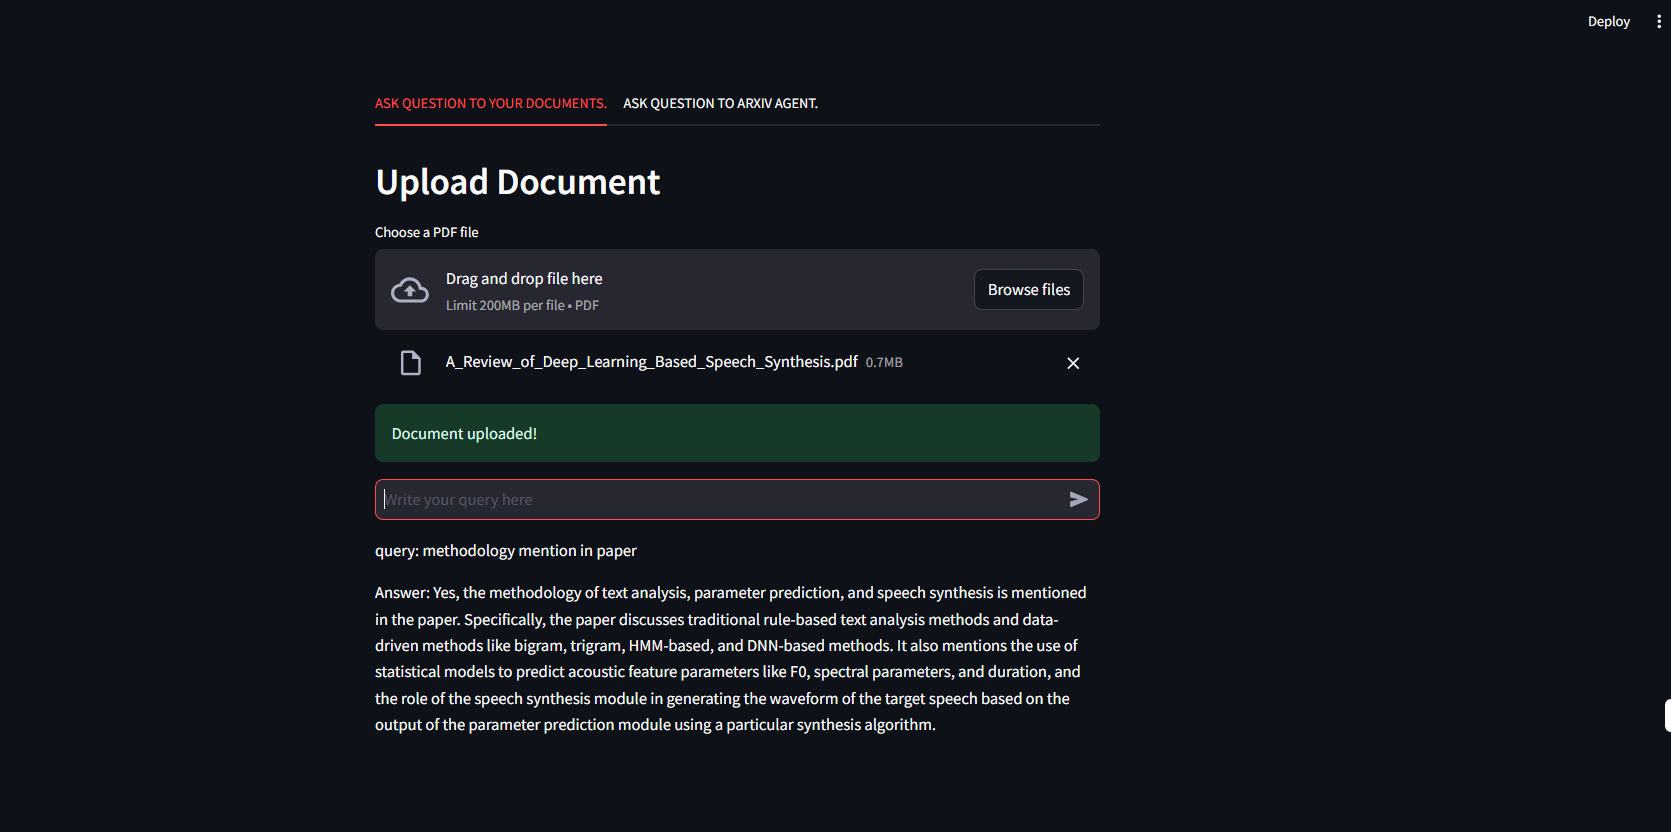 Deploy
ASK QUESTION TO YOUR DOCUMENTS. ASK QUESTION TO ARXIV AGENT.
Upload Document
Choose a PDF file
Drag and drop file here
Limit 200MB per file • PDF
Browse files
A_Review_of_Deep_Learning_Based_Speech_Synthesis.pdf 0.7MB
Document uploaded!
Write your query here
query: methodology mention in paper
Answer: Yes, the methodology of text analysis, parameter prediction, and speech synthesis is mentioned
in the paper. Specifically, the paper discusses traditional rule-based text analysis methods and data-
driven methods like bigram, trigram, HMM-based, and DNN-based methods. It also mentions the use of
statistical models to predict acoustic feature parameters like F0, spectral parameters, and duration, and
the role of the speech synthesis module in generating the waveform of the target speech based on the
output of the parameter prediction module using a particular synthesis algorithm.